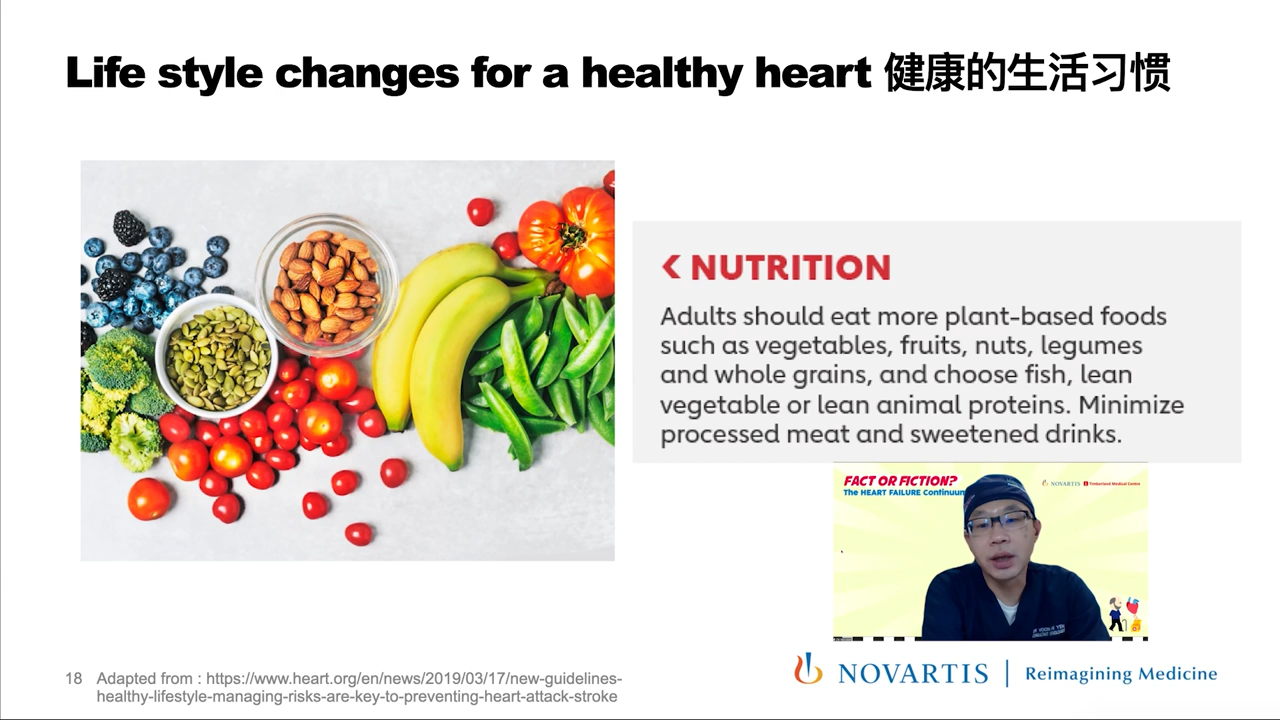 Life style changes for a healthy heart 健康的生活习惯
< NUTRITION
Adults should eat more plant-based foods
such as vegetables, fruits, nuts, legumes
and whole grains, and choose fish, lean
vegetable or lean animal proteins. Minimize
processed meat and sweetened drinks.
FACT OR FICTION?
The HEART FAILURE Continuum
NOVARTIS Timberland Medical Centre
18 Adapted from : https://www.heart.org/en/news/2019/03/17/new-guidelines-
healthy-lifestyle-managing-risks-are-key-to-preventing-heart-attack-stroke
NOVARTIS | Reimagining Medicine